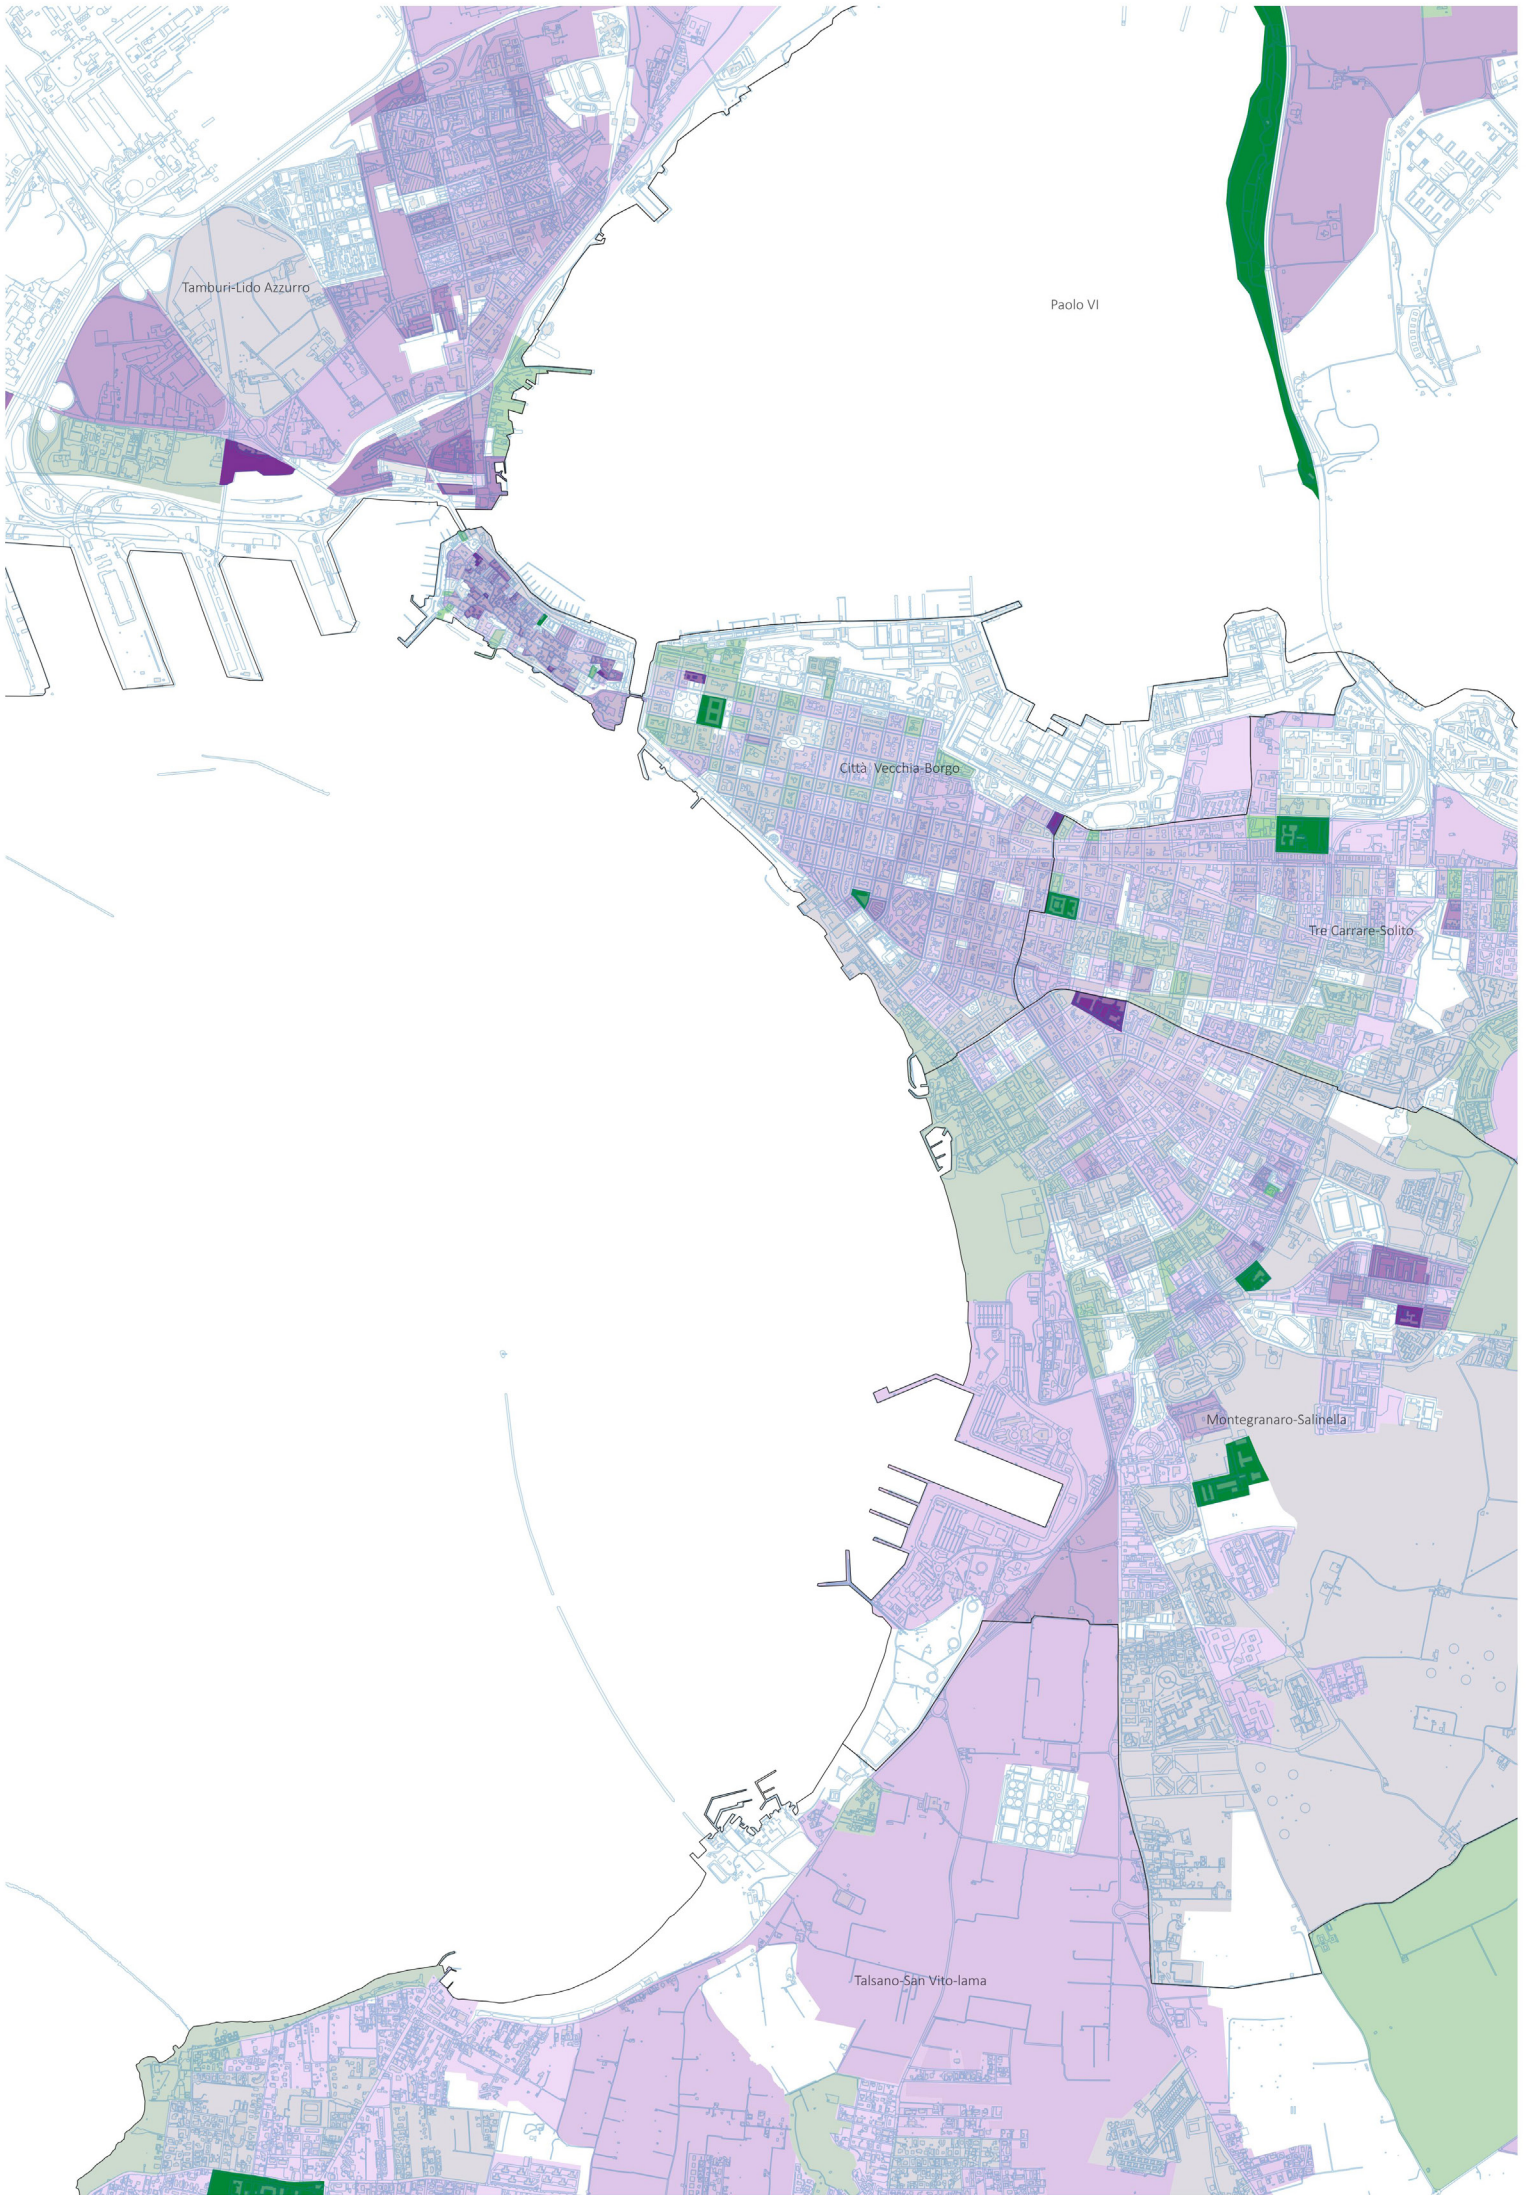 Tamburi-Lido Azzurro
Paolo VI
Città Vecchia-Borgo
Tre Carrare-Solito
Montegranaro-Salinella
Talsano-San Vito-lama